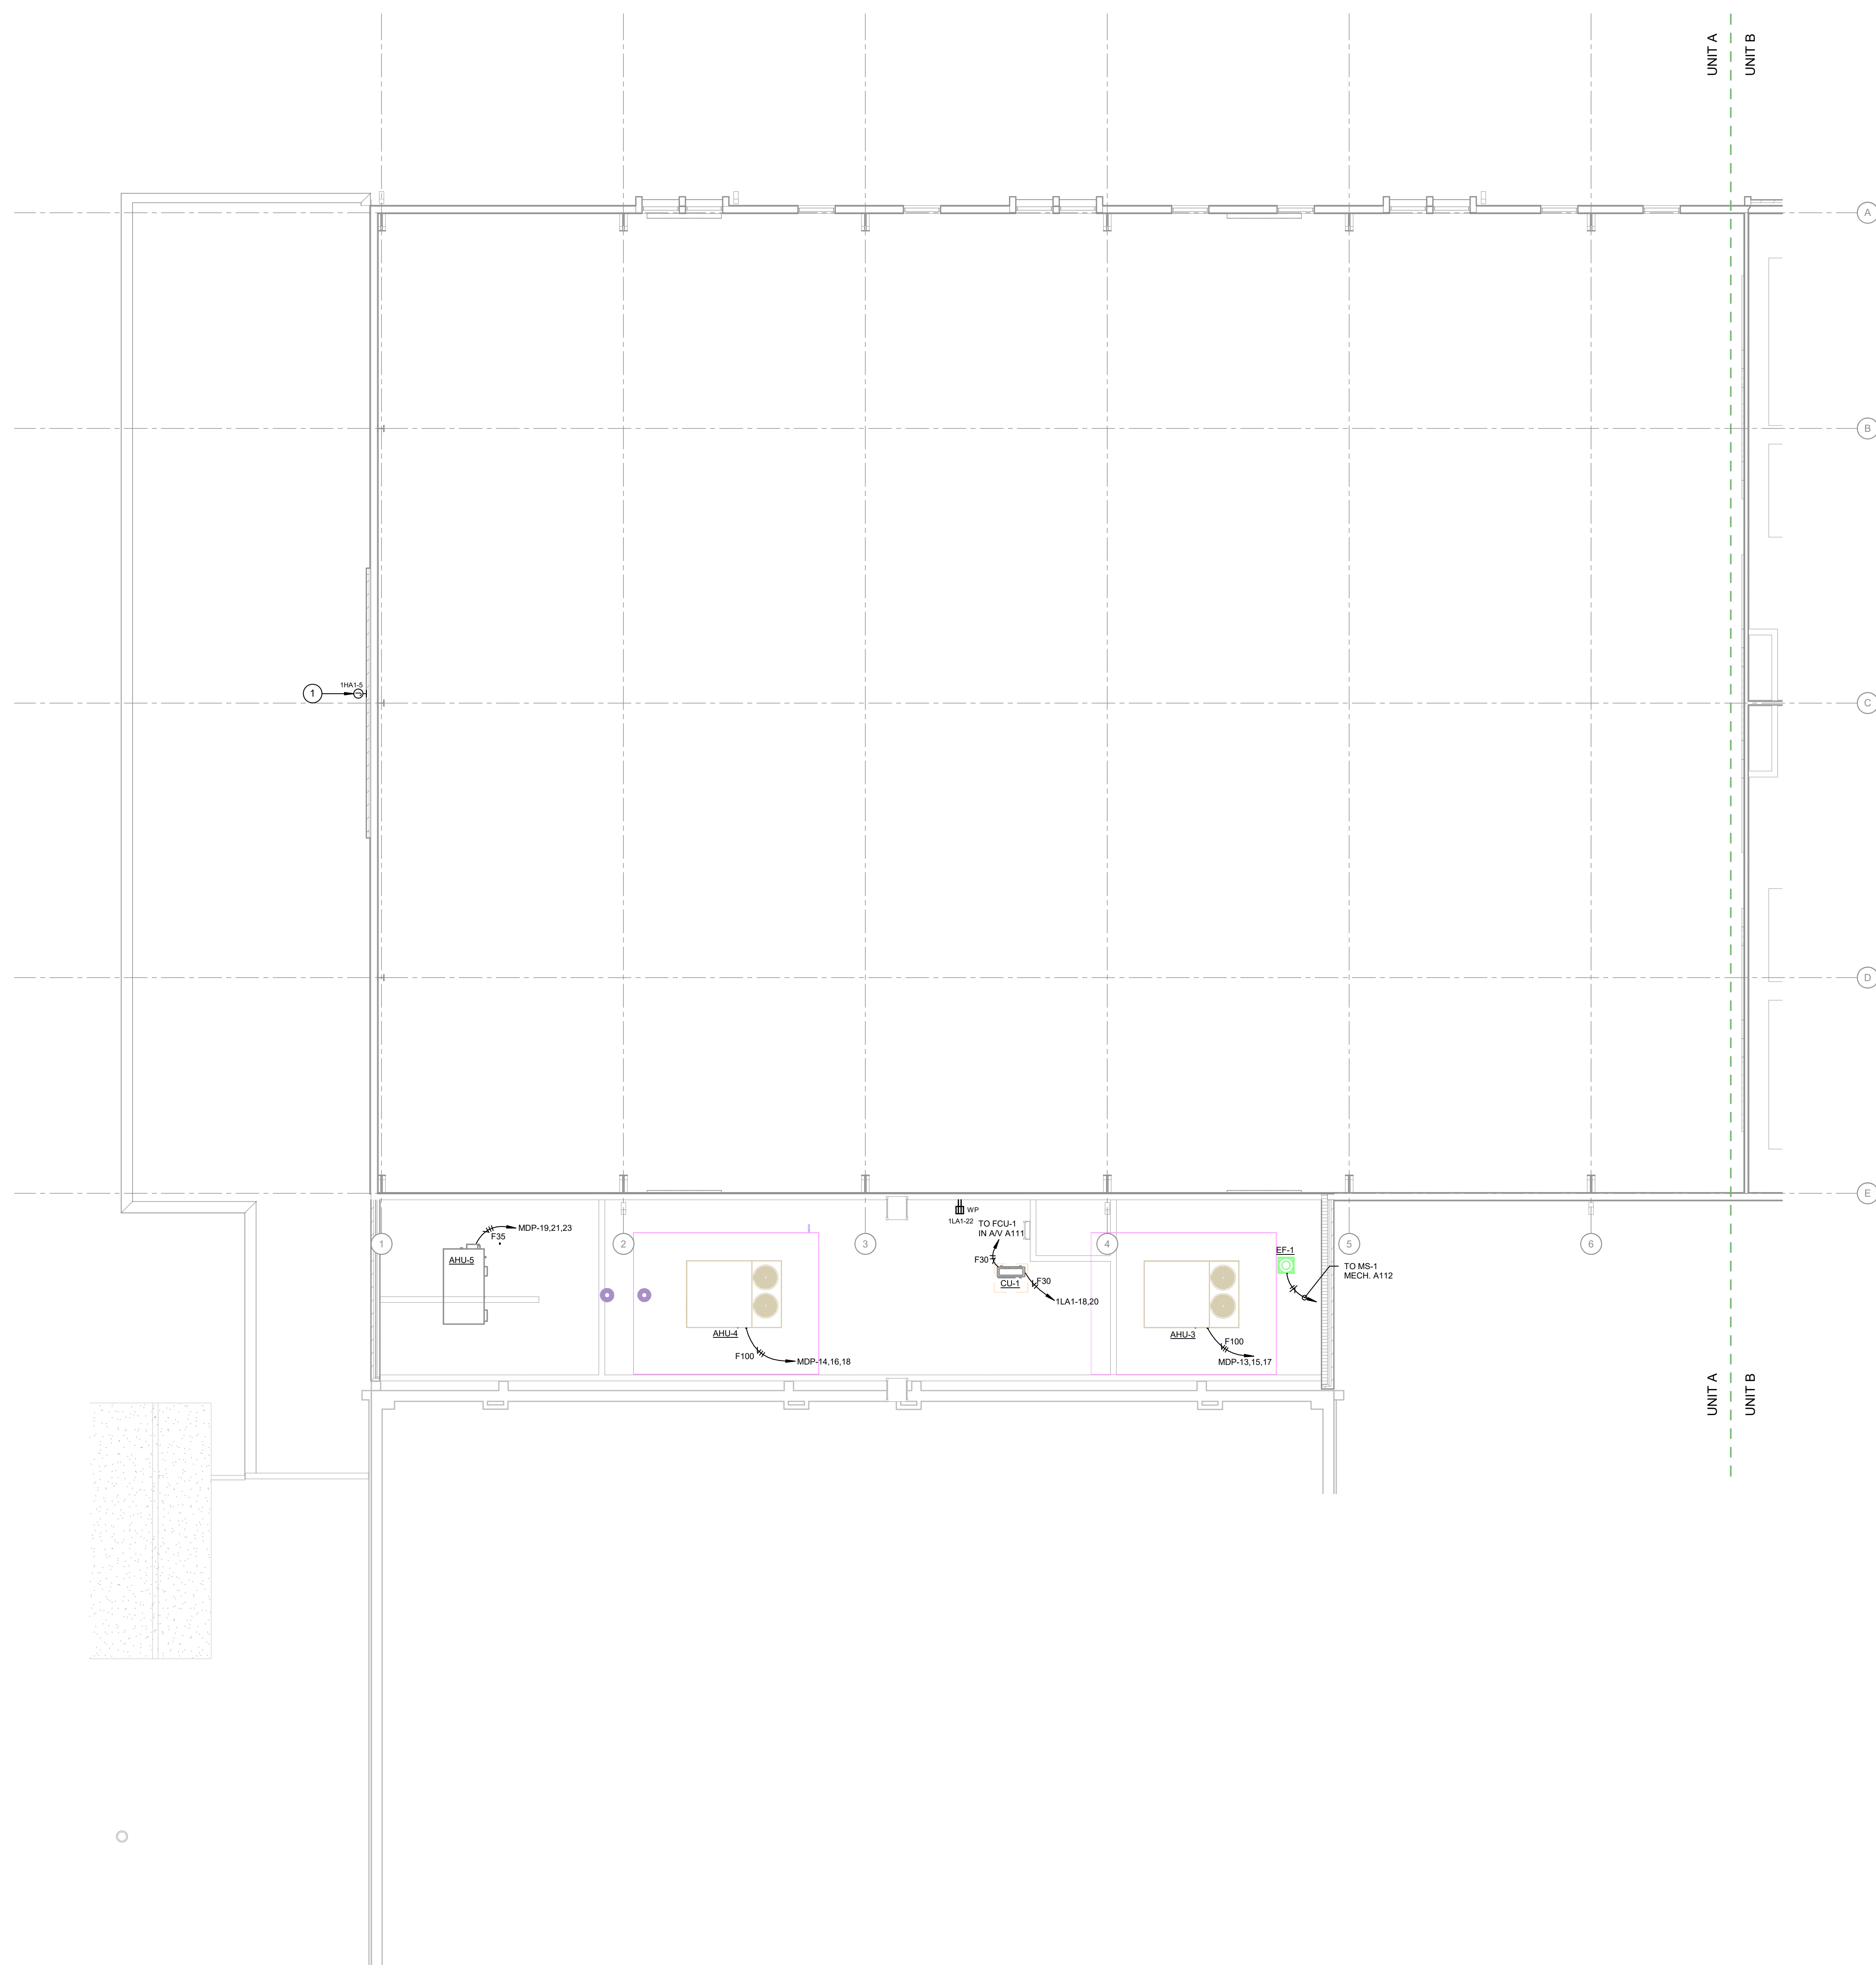 UNIT A
UNIT B
A
B
1HA1-5
1
C
D
E
WP
1LA1-22
TO FCU-1
IN A/V A111
MDP-19,21,23
F35
1
2
3
4
5
6
AHU-5
F30
CU-1
F30
1LA1-18,20
EF-1
TO MS-1
MECH. A112
AHU-4
F100
MDP-14,16,18
AHU-3
F100
MDP-13,15,17
UNIT A
UNIT B